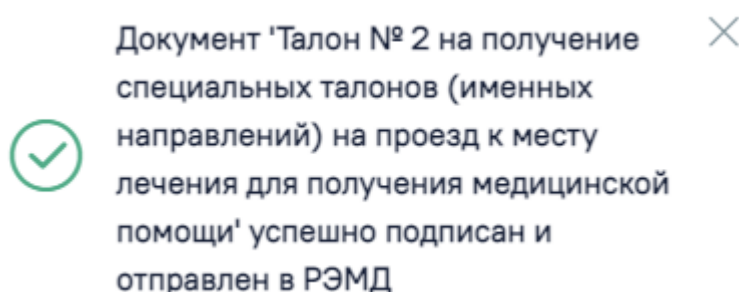 Документ 'Талон № 2 на получение
специальных талонов (именных
направлений) на проезд к месту
лечения для получения медицинской
помощи' успешно подписан и
отправлен в РЭМД